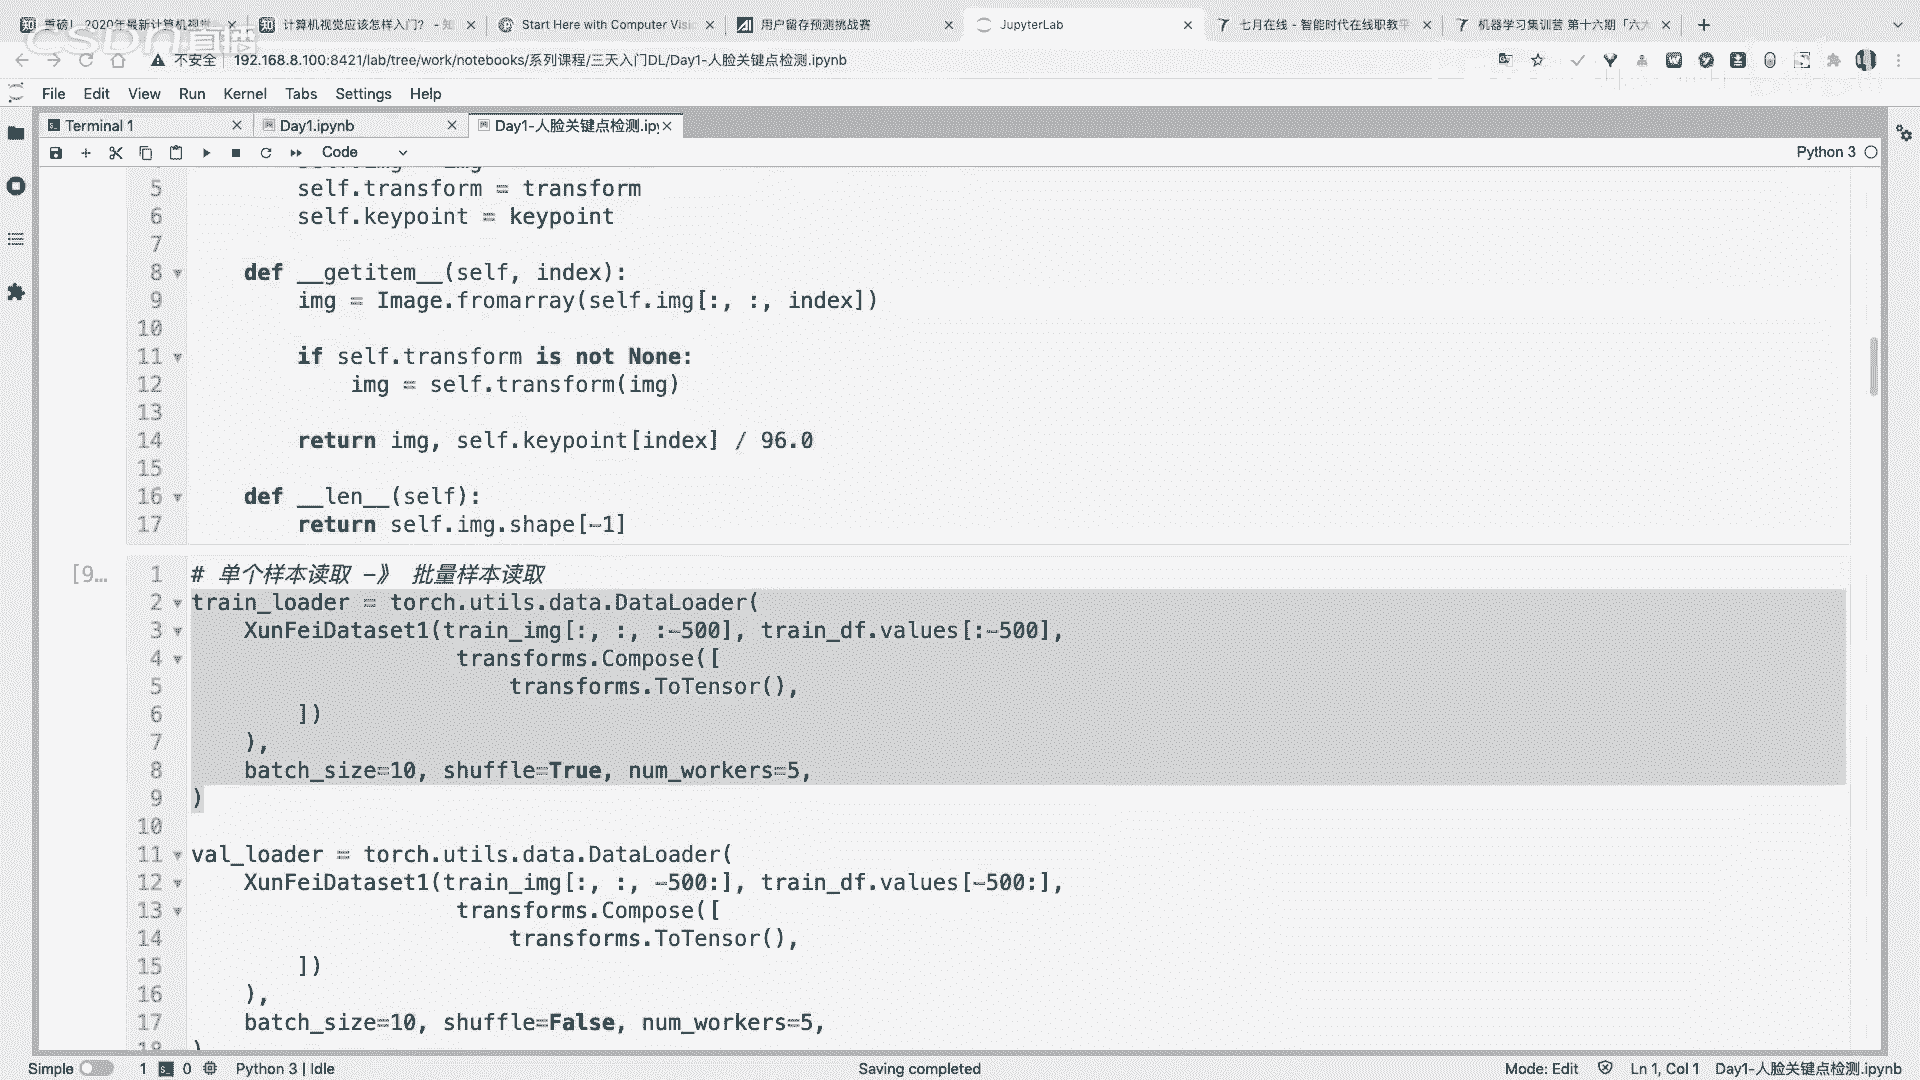 重磅！2020年最新计算机视觉
计算机视觉应该怎样入门？ - 知
Start Here with Computer Visi
用户留存预测挑战赛
JupyterLab
七月在线 - 智能时代在线职教平
机器学习集训营 第十六期「六大
CSDN直播
不安全 192.168.8.100:8421/lab/tree/work/notebooks/系列课程/三天入门DL/Day1-人脸关键点检测.ipynb
File Edit View Run Kernel Tabs Settings Help
Terminal 1
Day1.ipynb
Day1-人脸关键点检测.ipy
Code
Python 3
5 self.transform = transform
6 self.keypoint = keypoint
7
8 def __getitem__(self, index):
9 img = Image.fromarray(self.img[:, :, index])
10
11 if self.transform is not None:
12 img = self.transform(img)
13
14 return img, self.keypoint[index] / 96.0
15
16 def __len__(self):
17 return self.img.shape[-1]
[9…
1 # 单个样本读取 -》 批量样本读取
2 train_loader = torch.utils.data.DataLoader(
3 XunFeiDataset1(train_img[:, :, :-500], train_df.values[:-500],
4 transforms.Compose([
5 transforms.ToTensor(),
6 ])
7 ),
8 batch_size=10, shuffle=True, num_workers=5,
9 )
10
11 val_loader = torch.utils.data.DataLoader(
12 XunFeiDataset1(train_img[:, :, -500:], train_df.values[-500:],
13 transforms.Compose([
14 transforms.ToTensor(),
15 ])
16 ),
17 batch_size=10, shuffle=False, num_workers=5,
Simple 1 0 Python 3 | Idle Saving completed Mode: Edit Ln 1, Col 1 Day1-人脸关键点检测.ipynb